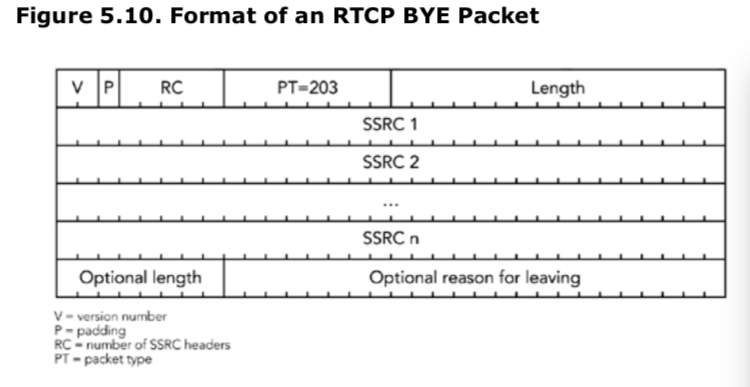 Figure 5.10. Format of an RTCP BYE Packet
V P RC PT=203 Length
SSRC 1
SSRC 2
...
SSRC n
Optional length Optional reason for leaving
V = version number
P = padding
RC = number of SSRC headers
PT = packet type